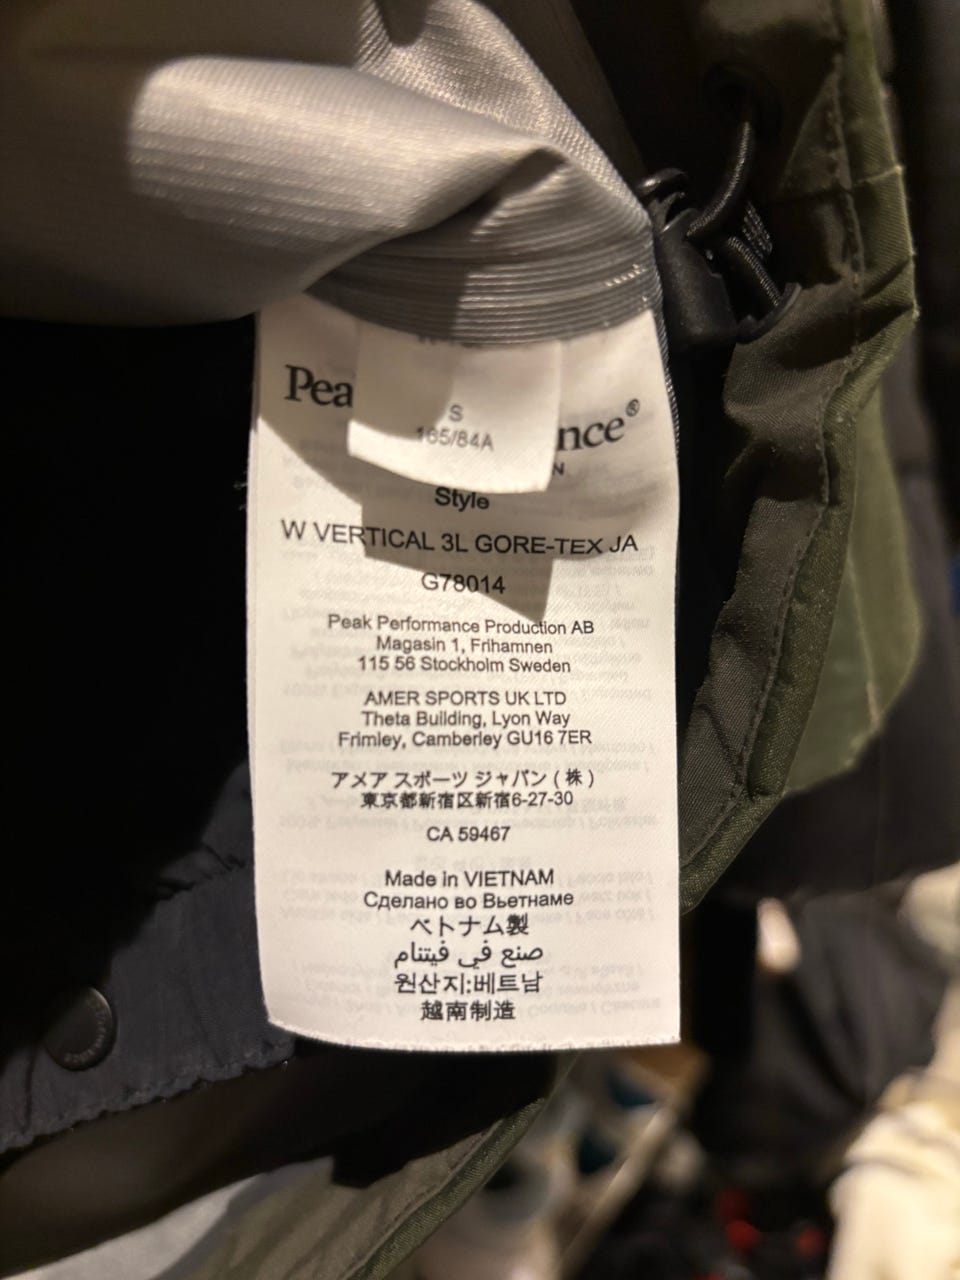 Pea nce®
S
165/84A
N
Style
W VERTICAL 3L GORE-TEX JA
G78014
Peak Performance Production AB
Magasin 1, Frihamnen
115 56 Stockholm Sweden
AMER SPORTS UK LTD
Theta Building, Lyon Way
Frimley, Camberley GU16 7ER
アメア スポーツ ジャパン ( 株 )
東京都新宿区新宿6-27-30
CA 59467
Made in VIETNAM
Сделано во Вьетнаме
ベトナム製
صنع في فيتنام
원산지:베트남
越南制造